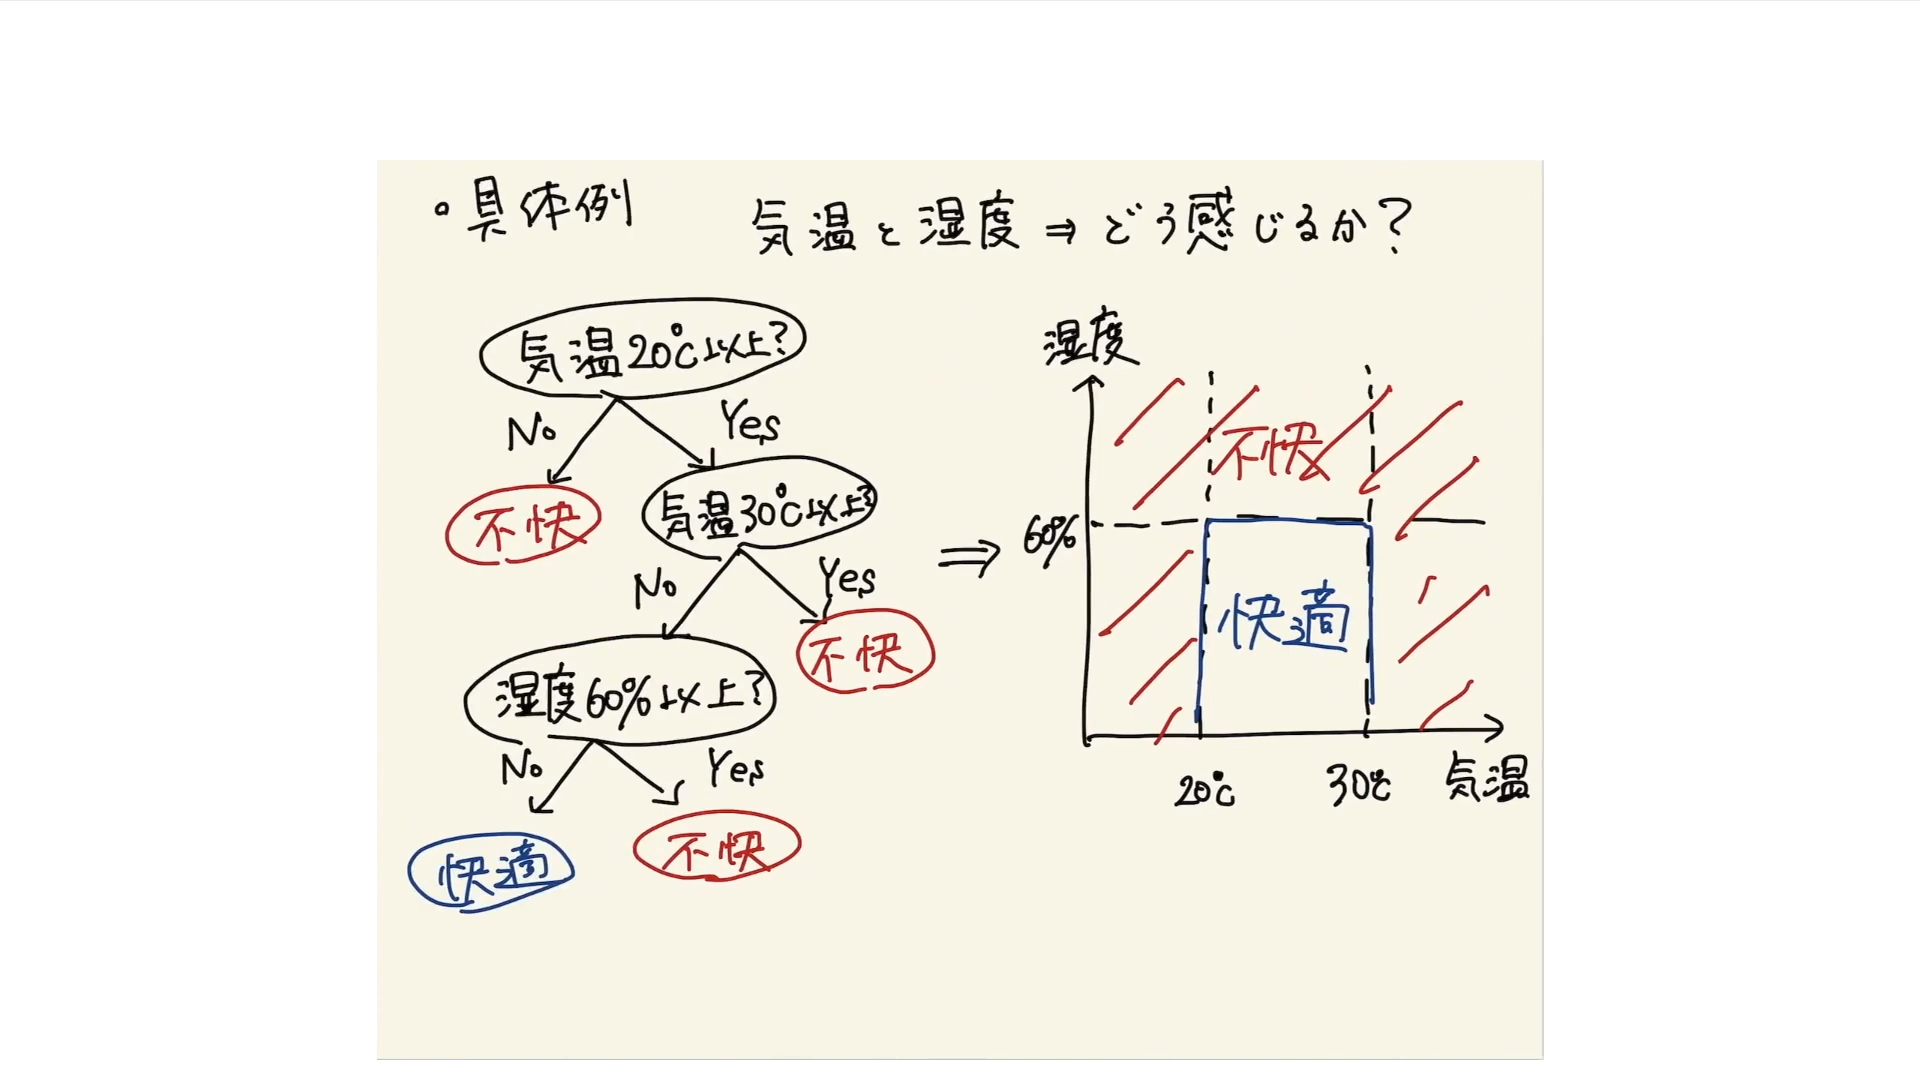 ・具体例
気温と湿度⇒どう感じるか?
気温20℃以上?
No
Yes
不快
気温30℃以上?
No
Yes
不快
湿度60%以上?
No
Yes
快適
不快
⇒
湿度
不快
60%
快適
20℃
30℃
気温